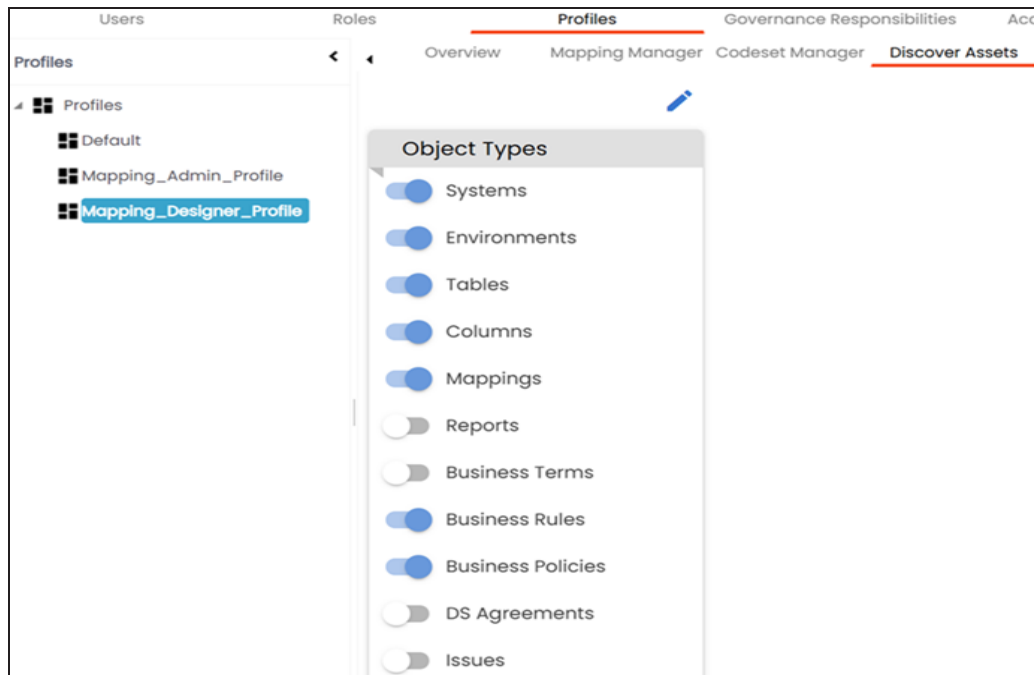 Users Roles Profiles Governance Responsibilities
Profiles
Overview Mapping Manager Codeset Manager Discover Assets
Profiles
Default
Mapping_Admin_Profile
Mapping_Designer_Profile
Object Types
Systems
Environments
Tables
Columns
Mappings
Reports
Business Terms
Business Rules
Business Policies
DS Agreements
Issues